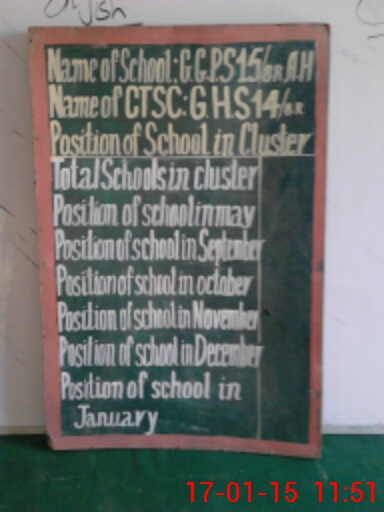 Name of School: G.G.P.S 15/8R A.H
Name of CTSC: G.H.S 14/8.R
Position of School in Cluster
Total Schools in cluster
Position of school in may
Position of school in September
Position of school in october
Position of school in November
Position of school in December
Position of school in
January
17-01-15 11:51